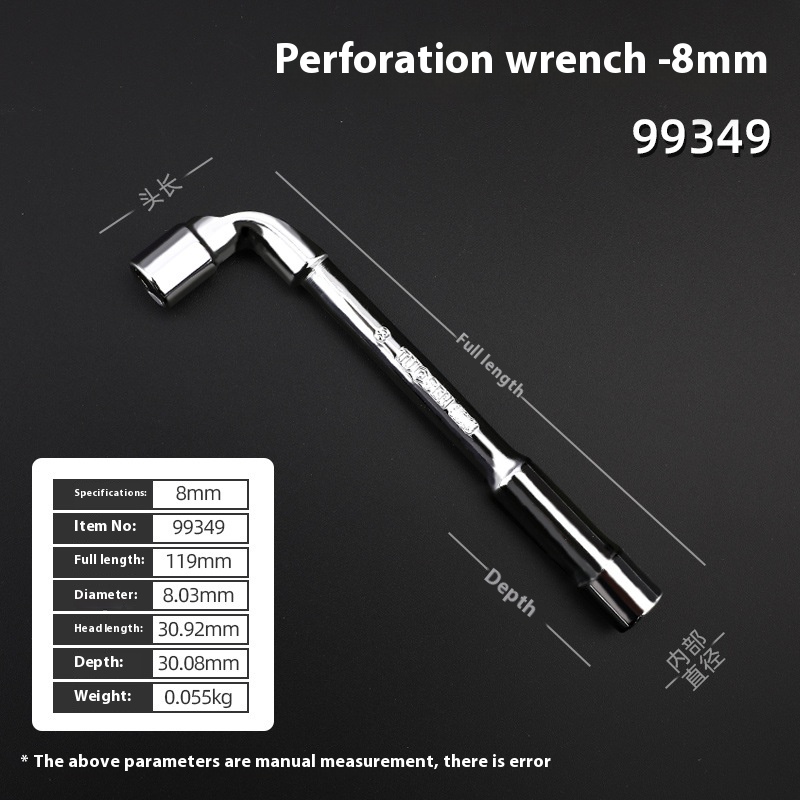 Perforation wrench -8mm
99349
头长
Full length
Depth
内部
直径
Specifications: 8mm
Item No: 99349
Full length: 119mm
Diameter: 8.03mm
Head length: 30.92mm
Depth: 30.08mm
Weight: 0.055kg
* The above parameters are manual measurement, there is error